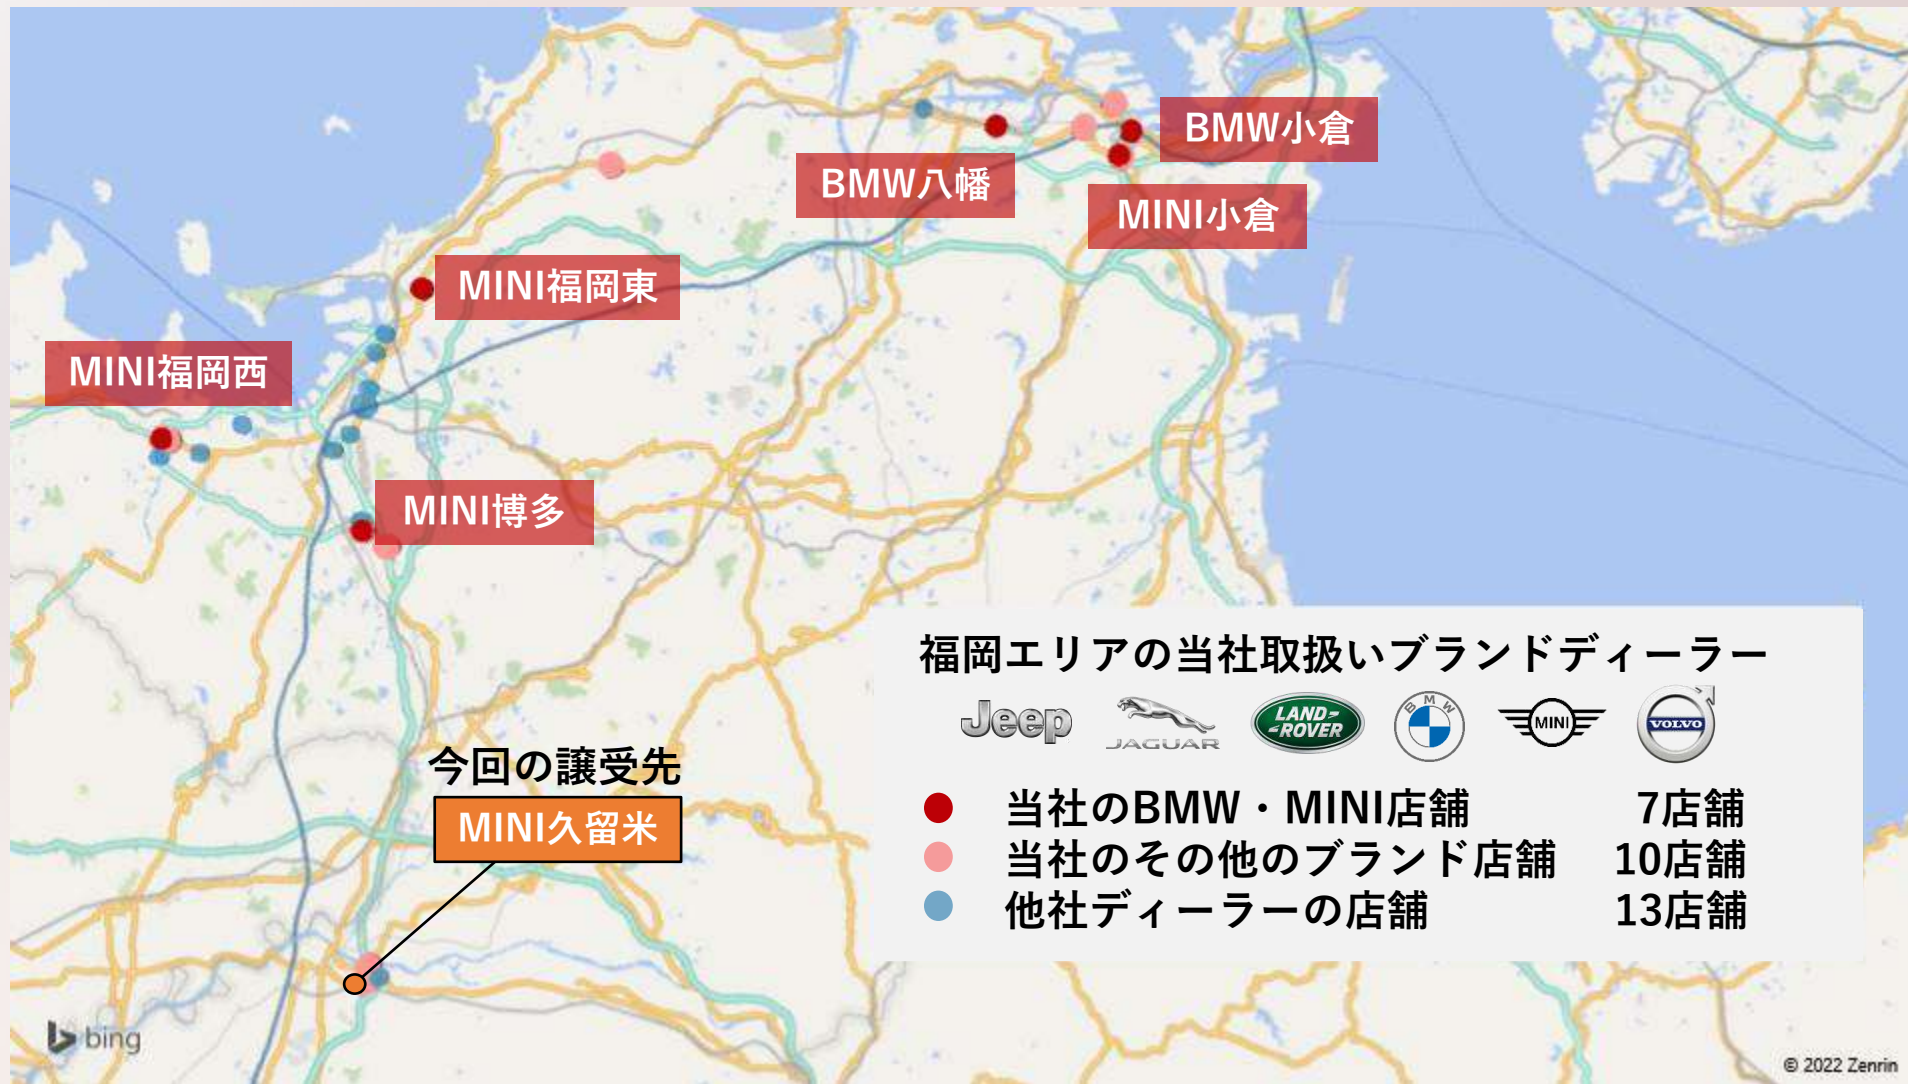 BMW小倉
BMW八幡
MINI小倉
MINI福岡東
MINI福岡西
MINI博多
福岡エリアの当社取扱いブランドディーラー
Jeep
JAGUAR
LAND-
-ROVER
BMW
MINI
VOLVO
今回の譲受先
MINI久留米
当社のBMW・MINI店舗 7店舗
当社のその他のブランド店舗 10店舗
他社ディーラーの店舗 13店舗
bing
© 2022 Zenrin